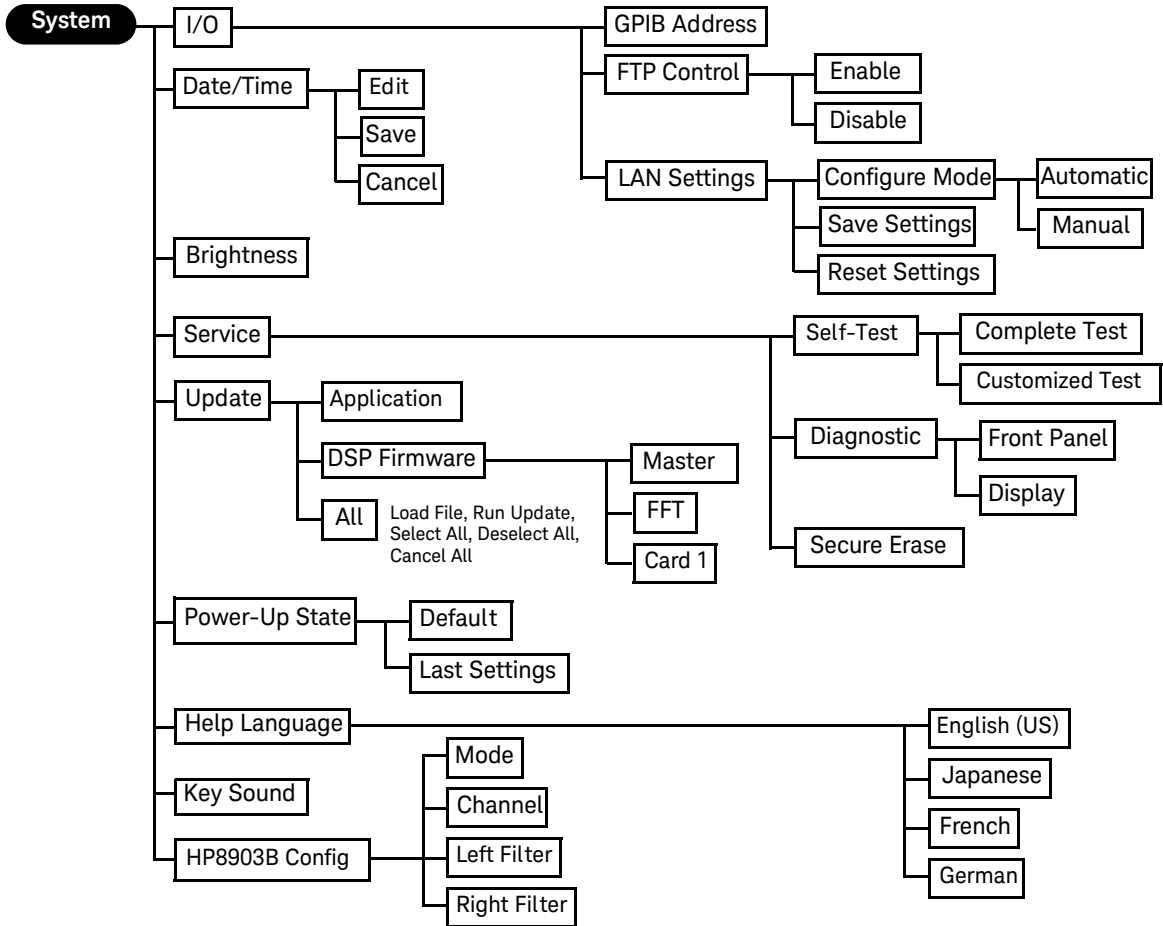 System
I/O
GPIB Address
FTP Control
Enable
Disable
LAN Settings
Configure Mode
Automatic
Manual
Save Settings
Reset Settings
Date/Time
Edit
Save
Cancel
Brightness
Service
Self-Test
Complete Test
Customized Test
Diagnostic
Front Panel
Display
Secure Erase
Update
Application
DSP Firmware
Master
FFT
Card 1
All
Load File, Run Update,
Select All, Deselect All,
Cancel All
Power-Up State
Default
Last Settings
Help Language
English (US)
Japanese
French
German
Key Sound
HP8903B Config
Mode
Channel
Left Filter
Right Filter